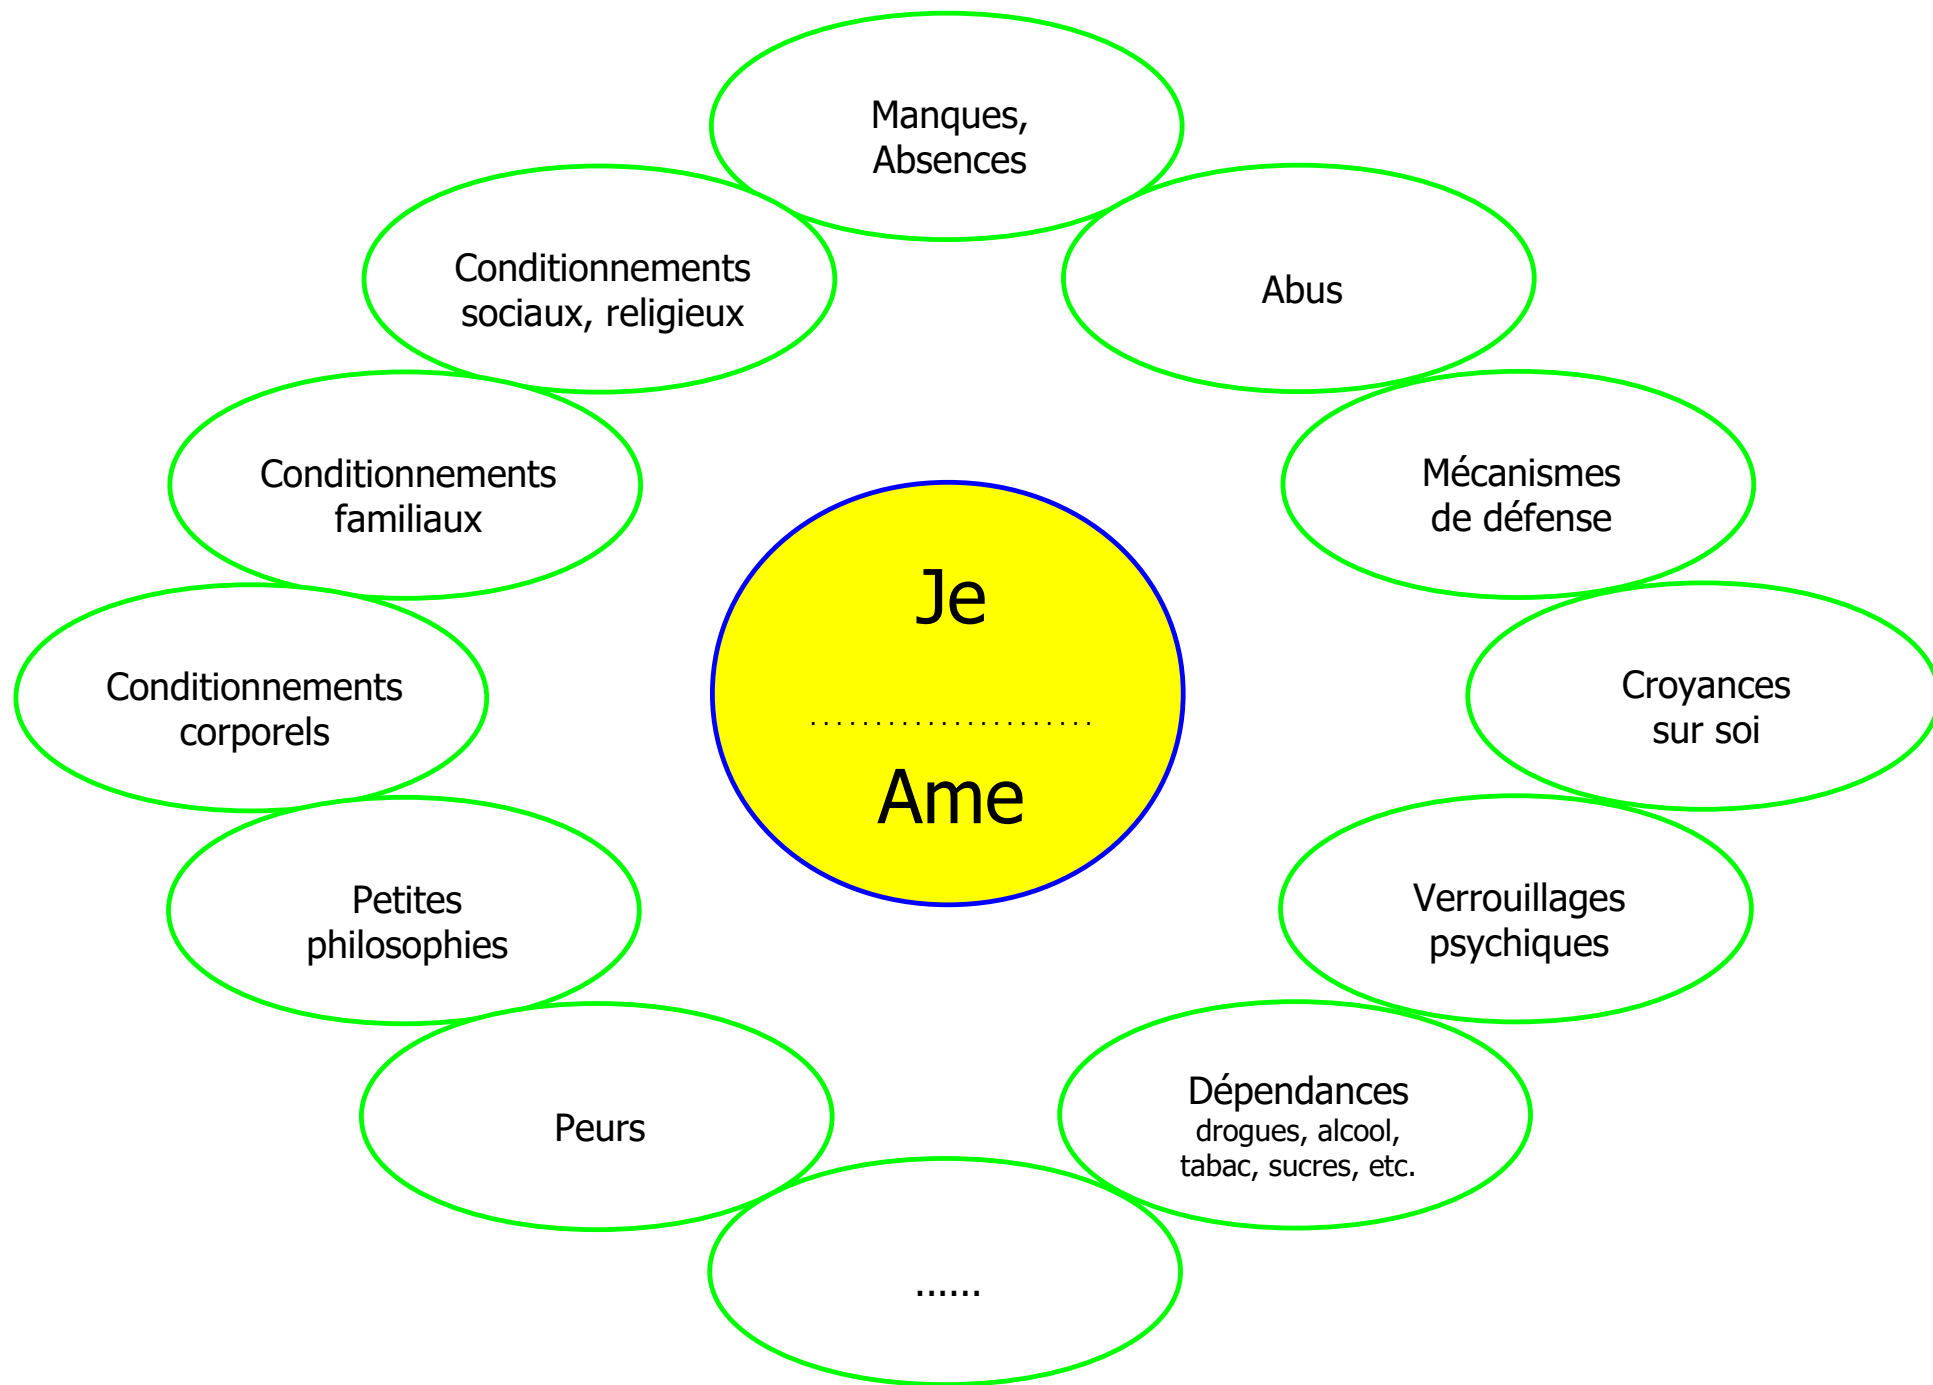 Manques,
Absences
Conditionnements
sociaux, religieux
Abus
Conditionnements
familiaux
Mécanismes
de défense
Je
......................
Ame
Conditionnements
corporels
Croyances
sur soi
Petites
philosophies
Verrouillages
psychiques
Peurs
Dépendances
drogues, alcool,
tabac, sucres, etc.
......